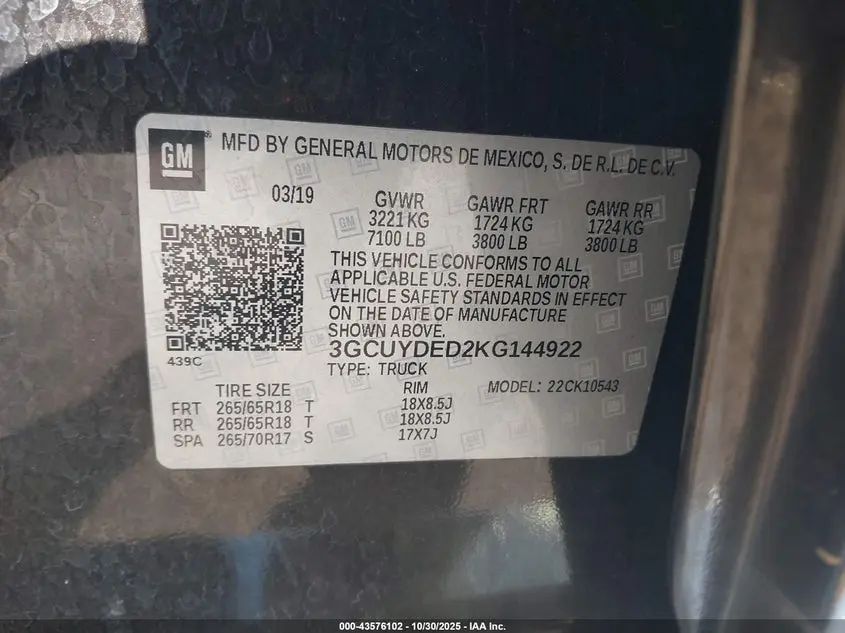 GM
MFD BY GENERAL MOTORS DE MEXICO, S. DE R.L. DE C.V.
03/19 GVWR GAWR FRT GAWR RR
3221 KG 1724 KG 1724 KG
7100 LB 3800 LB 3800 LB
THIS VEHICLE CONFORMS TO ALL
APPLICABLE U.S. FEDERAL MOTOR
VEHICLE SAFETY STANDARDS IN EFFECT
ON THE DATE OF MANUFACTURE
SHOWN ABOVE.
3GCUYDED2KG144922
439C
TYPE: TRUCK
TIRE SIZE RIM MODEL: 22CK10543
FRT 265/65R18 T 18X8.5J
RR 265/65R18 T 18X8.5J
SPA 265/70R17 S 17X7J
000-43576102 - 10/30/2025 - IAA Inc.